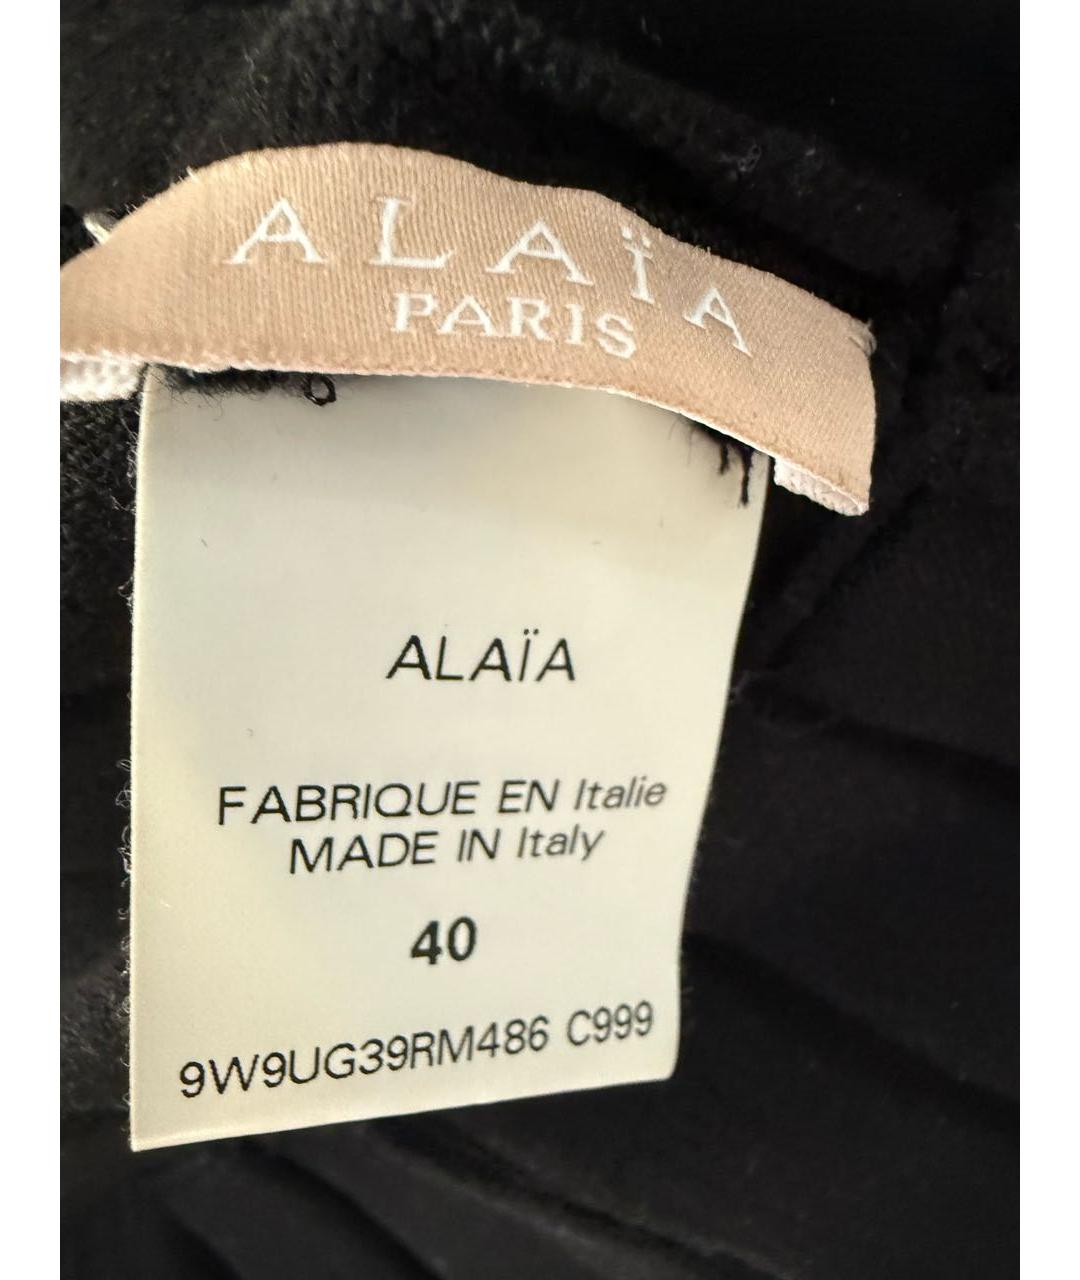 ALAÏA
PARIS
ALAÏA
FABRIQUE EN Italie
MADE IN Italy
40
9W9UG39RM486 C999